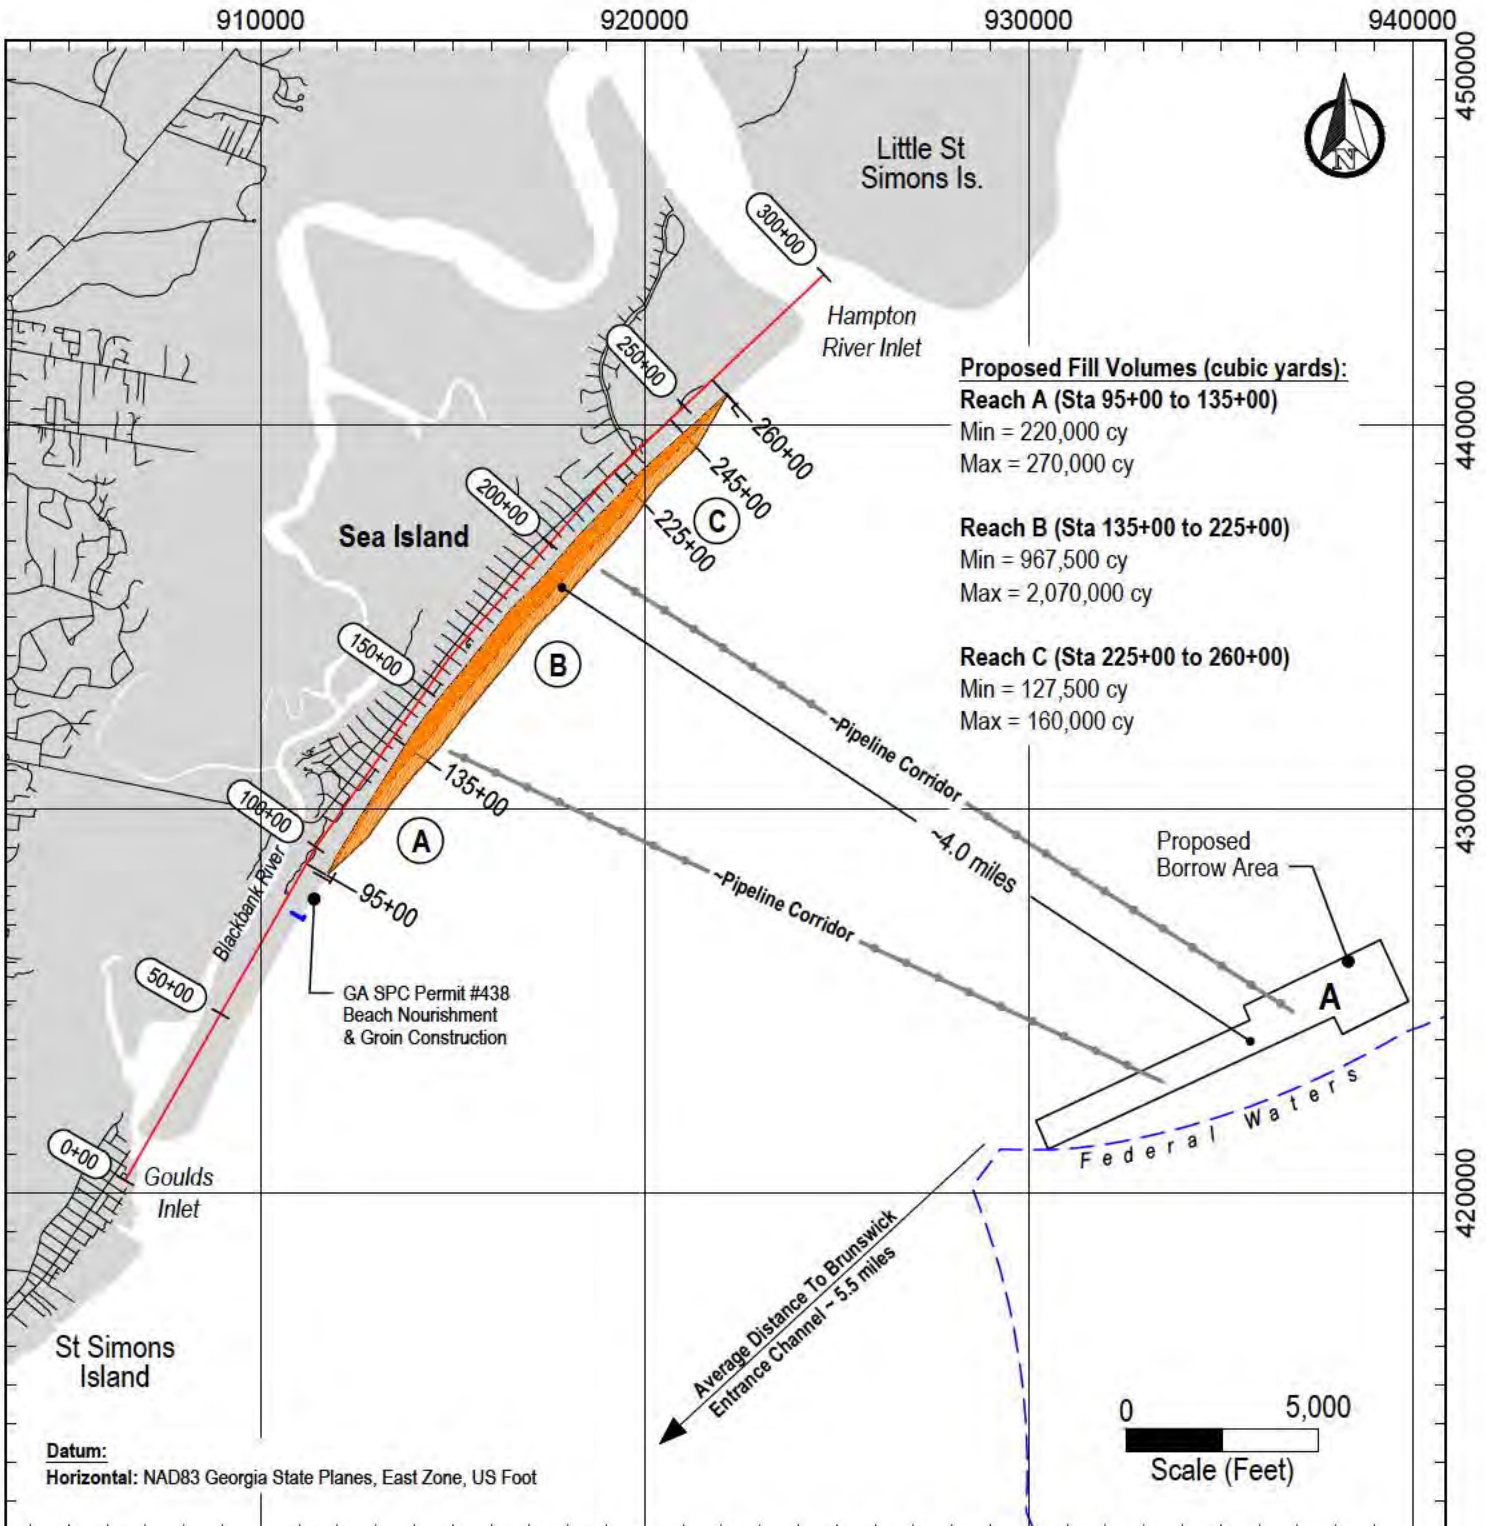 910000
920000
930000
940000
450000
440000
430000
420000
N
Little St
Simons Is.
300+00
Hampton
River Inlet
250+00
260+00
245+00
225+00
C
200+00
Sea Island
150+00
B
135+00
A
100+00
95+00
Blackbank River
50+00
0+00
Goulds
Inlet
St Simons
Island
GA SPC Permit #438
Beach Nourishment
& Groin Construction
Proposed Fill Volumes (cubic yards):
Reach A (Sta 95+00 to 135+00)
Min = 220,000 cy
Max = 270,000 cy
Reach B (Sta 135+00 to 225+00)
Min = 967,500 cy
Max = 2,070,000 cy
Reach C (Sta 225+00 to 260+00)
Min = 127,500 cy
Max = 160,000 cy
~Pipeline Corridor
~4.0 miles
~Pipeline Corridor
Proposed
Borrow Area
A
Federal Waters
Average Distance To Brunswick
Entrance Channel ~ 5.5 miles
0 5,000
Scale (Feet)
Datum:
Horizontal: NAD83 Georgia State Planes, East Zone, US Foot